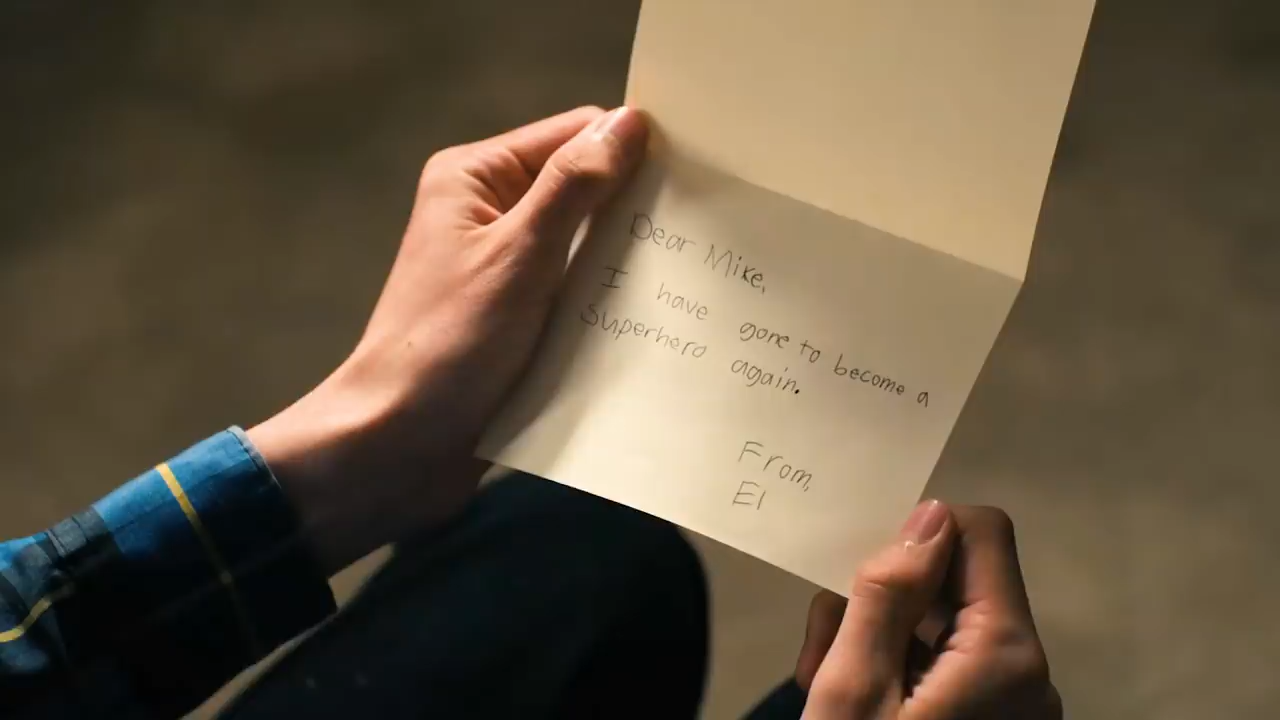 Dear Mike,
I have gone to become a
superhero again.
From,
El